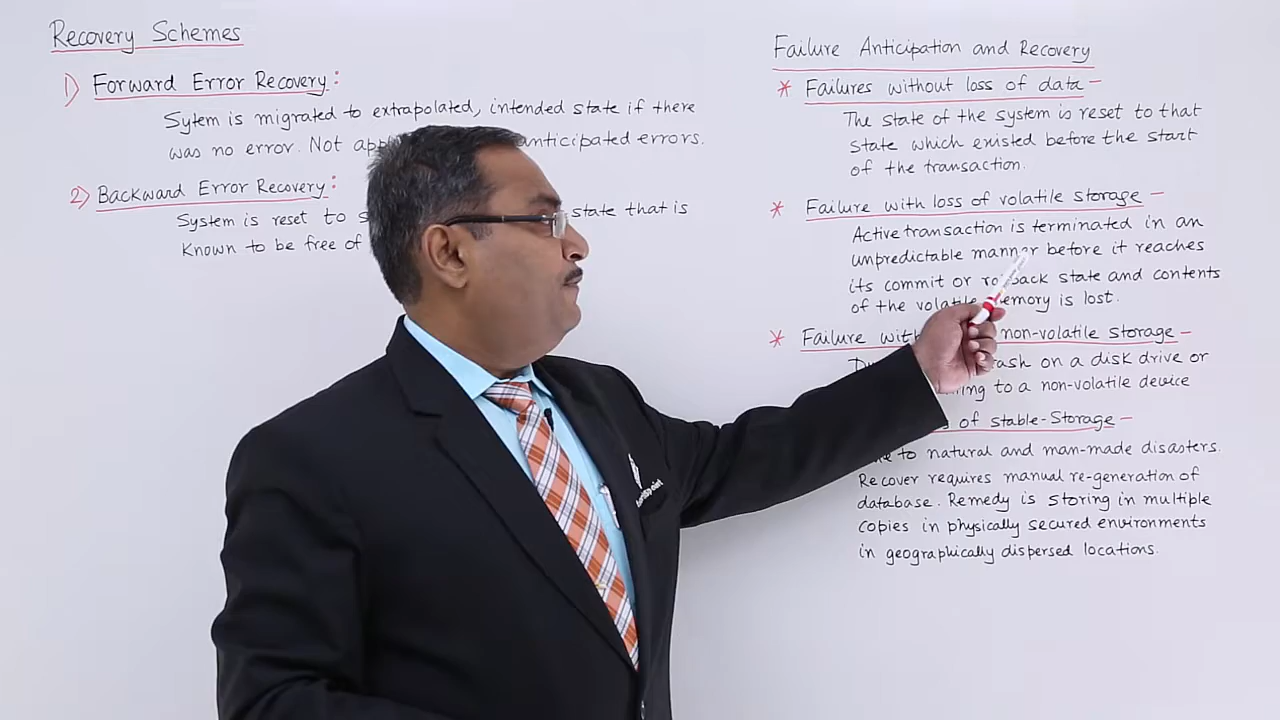 Recovery Schemes
1) Forward Error Recovery:
Sytem is migrated to extrapolated, intended state if there
was no error. Not anticipated errors.
2) Backward Error Recovery:
System is reset to state that is
known to be free of
Failure Anticipation and Recovery
* Failures without loss of data -
The state of the system is reset to that
state which existed before the start
of the transaction.
* Failure with loss of volatile storage -
Active transaction is terminated in an
unpredictable manner before it reaches
its commit or rollback state and contents
of the volatile memory is lost.
* Failure with non-volatile storage -
on a disk drive or
to a non-volatile device
of stable-Storage -
to natural and man-made disasters.
Recover requires manual re-generation of
database. Remedy is storing in multiple
copies in physically secured environments
in geographically dispersed locations.